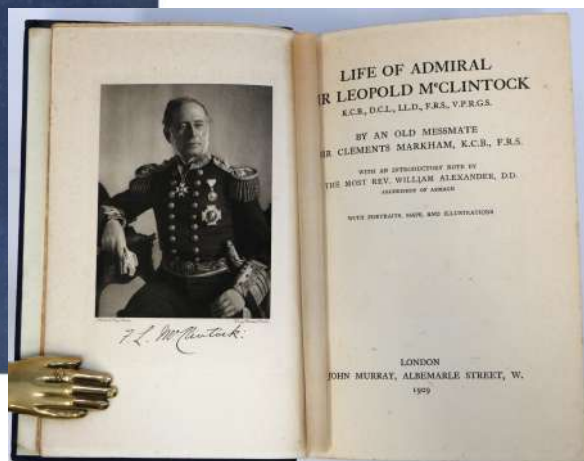 F. L. McClintock.
LIFE OF ADMIRAL
IR LEOPOLD McCLINTOCK
K.C.B., D.C.L., LL.D., F.R.S., V.P.R.G.S.
BY AN OLD MESSMATE
IR CLEMENTS MARKHAM, K.C.B., F.R.S.
WITH AN INTRODUCTORY NOTE BY
THE MOST REV. WILLIAM ALEXANDER, D.D.
ARCHBISHOP OF ARMAGH
WITH PORTRAITS, MAPS, AND ILLUSTRATIONS
LONDON
JOHN MURRAY, ALBEMARLE STREET, W.
1909